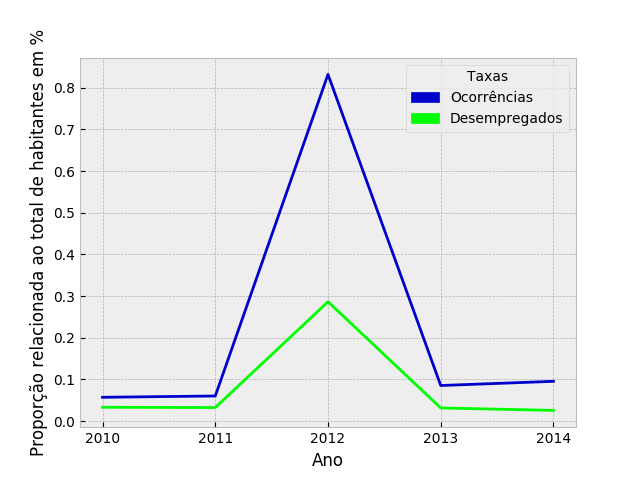 Proporção relacionada ao total de habitantes em %
0.8
0.7
0.6
0.5
0.4
0.3
0.2
0.1
0.0
Taxas
Ocorrências
Desempregados
2010 2011 2012 2013 2014
Ano